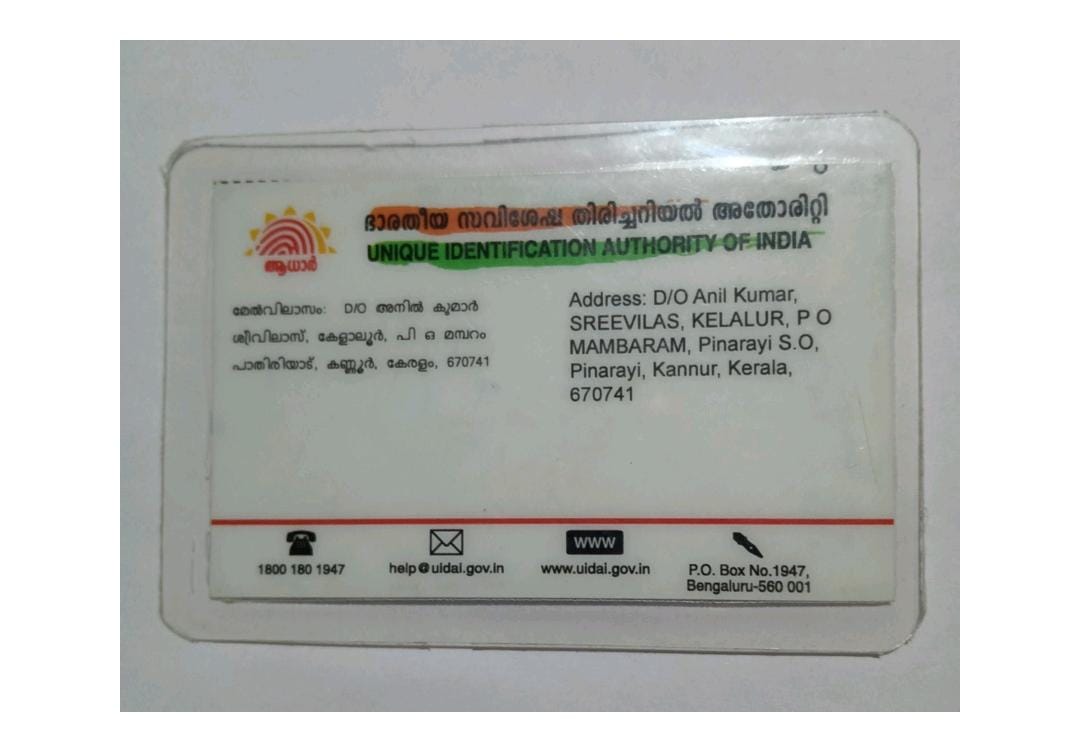 ഭാരതീയ സവിശേഷ തിരിച്ചറിയൽ അതോരിറ്റി
UNIQUE IDENTIFICATION AUTHORITY OF INDIA
ആധാർ
മേൽവിലാസം: D/O അനിൽ കുമാർ
ശ്രീവിലാസ്, കേളാലൂർ, പി ഒ മമ്പറം
പാതിരിയാട്, കണ്ണൂർ, കേരളം, 670741
Address: D/O Anil Kumar,
SREEVILAS, KELALUR, P O
MAMBARAM, Pinarayi S.O,
Pinarayi, Kannur, Kerala,
670741
1800 180 1947
help@uidai.gov.in
www
www.uidai.gov.in
P.O. Box No.1947,
Bengaluru-560 001